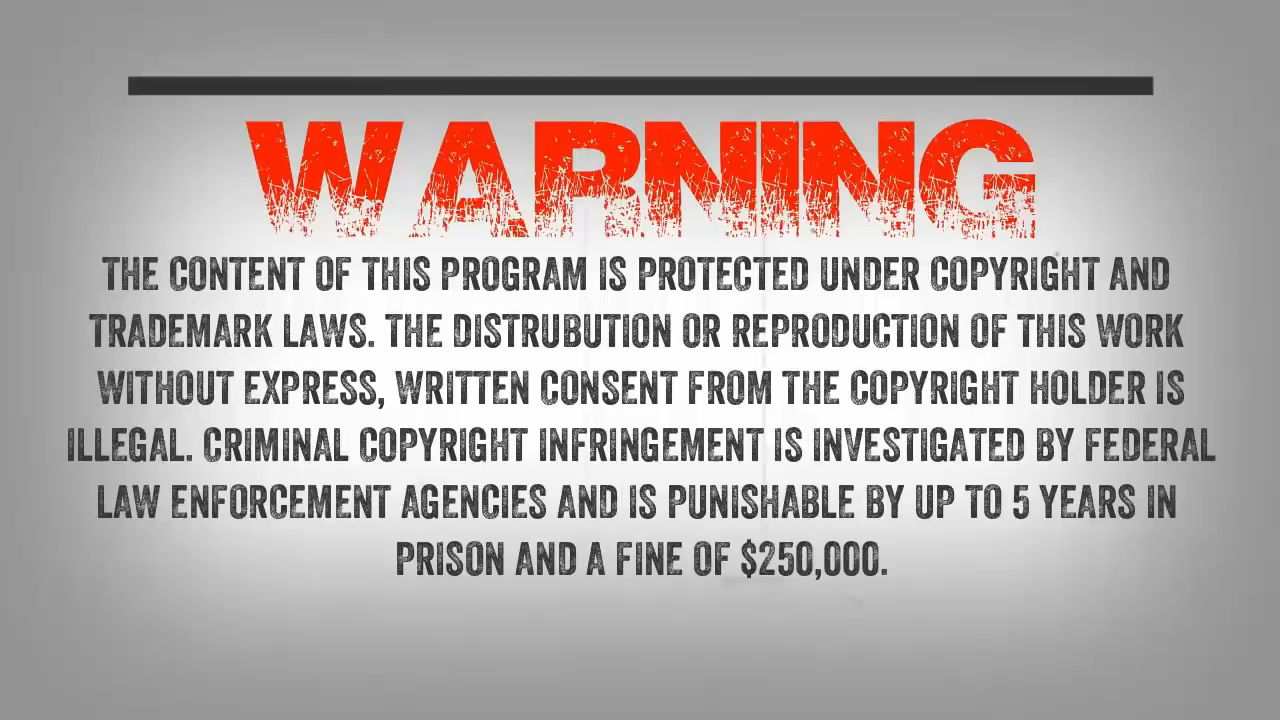 WARNING
THE CONTENT OF THIS PROGRAM IS PROTECTED UNDER COPYRIGHT AND
TRADEMARK LAWS. THE DISTRUBUTION OR REPRODUCTION OF THIS WORK
WITHOUT EXPRESS, WRITTEN CONSENT FROM THE COPYRIGHT HOLDER IS
ILLEGAL. CRIMINAL COPYRIGHT INFRINGEMENT IS INVESTIGATED BY FEDERAL
LAW ENFORCEMENT AGENCIES AND IS PUNISHABLE BY UP TO 5 YEARS IN
PRISON AND A FINE OF $250,000.